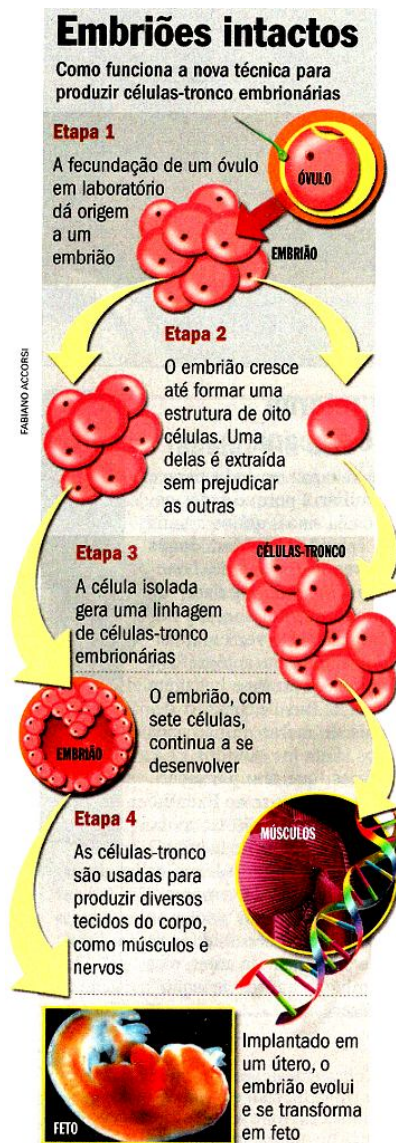 Embriões intactos
Como funciona a nova técnica para
produzir células-tronco embrionárias
Etapa 1
A fecundação de um óvulo
em laboratório
dá origem
a um
embrião
ÓVULO
EMBRIÃO
FABIANO ACCORSI
Etapa 2
O embrião cresce
até formar uma
estrutura de oito
células. Uma
delas é extraída
sem prejudicar
as outras
Etapa 3
A célula isolada
gera uma linhagem
de células-tronco
embrionárias
CÉLULAS-TRONCO
O embrião, com
sete células,
continua a se
desenvolver
EMBRIÃO
Etapa 4
As células-tronco
são usadas para
produzir diversos
tecidos do corpo,
como músculos e
nervos
MÚSCULOS
FETO
Implantado em
um útero, o
embrião evolui
e se transforma
em feto